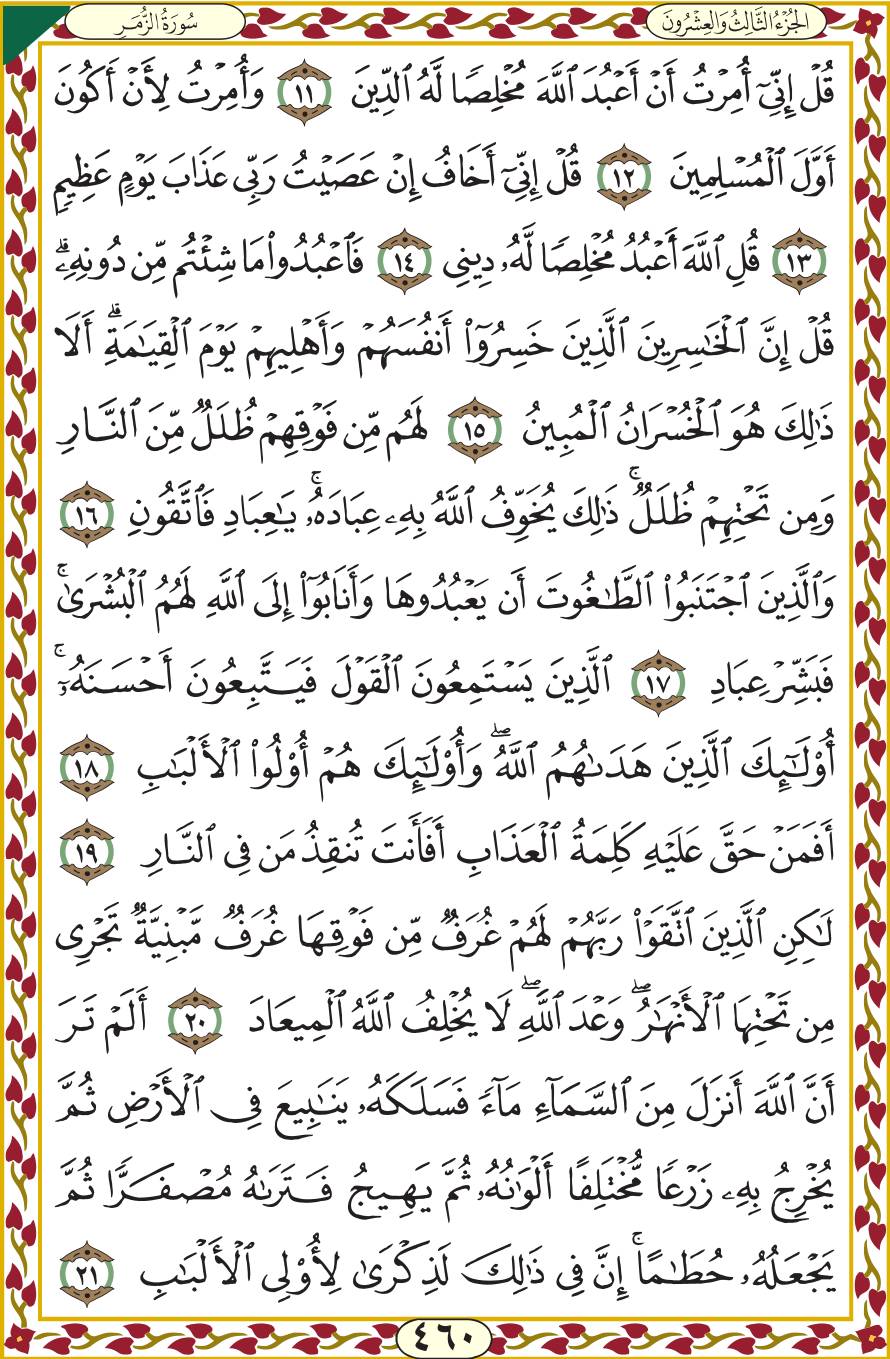 الجُزْءُ الثَّالِثُ وَالعِشْرُونَ
سُورَةُ الزُّمَرِ
قُلۡ إِنِّيٓ أُمِرۡتُ أَنۡ أَعۡبُدَ ٱللَّهَ مُخۡلِصٗا لَّهُ ٱلدِّينَ ١١ وَأُمِرۡتُ لِأَنۡ أَكُونَ
أَوَّلَ ٱلۡمُسۡلِمِينَ ١٢ قُلۡ إِنِّيٓ أَخَافُ إِنۡ عَصَيۡتُ رَبِّي عَذَابَ يَوۡمٍ عَظِيمٖ
١٣ قُلِ ٱللَّهَ أَعۡبُدُ مُخۡلِصٗا لَّهُۥ دِينِي ١٤ فَٱعۡبُدُواْ مَا شِئۡتُم مِّن دُونِهِۦۗ
قُلۡ إِنَّ ٱلۡخَٰسِرِينَ ٱلَّذِينَ خَسِرُوٓاْ أَنفُسَهُمۡ وَأَهۡلِيهِمۡ يَوۡمَ ٱلۡقِيَٰمَةِۗ أَلَا
ذَٰلِكَ هُوَ ٱلۡخُسۡرَانُ ٱلۡمُبِينُ ١٥ لَهُم مِّن فَوۡقِهِمۡ ظُلَلٞ مِّنَ ٱلنَّارِ
وَمِن تَحۡتِهِمۡ ظُلَلٞۚ ذَٰلِكَ يُخَوِّفُ ٱللَّهُ بِهِۦ عِبَادَهُۥۚ يَٰعِبَادِ فَٱتَّقُونِ ١٦
وَٱلَّذِينَ ٱجۡتَنَبُواْ ٱلطَّٰغُوتَ أَن يَعۡبُدُوهَا وَأَنَابُوٓاْ إِلَى ٱللَّهِ لَهُمُ ٱلۡبُشۡرَىٰۚ
فَبَشِّرۡ عِبَادِ ١٧ ٱلَّذِينَ يَسۡتَمِعُونَ ٱلۡقَوۡلَ فَيَتَّبِعُونَ أَحۡسَنَهُۥٓۚ
أُوْلَٰٓئِكَ ٱلَّذِينَ هَدَىٰهُمُ ٱللَّهُۖ وَأُوْلَٰٓئِكَ هُمۡ أُوْلُواْ ٱلۡأَلۡبَٰبِ ١٨
أَفَمَنۡ حَقَّ عَلَيۡهِ كَلِمَةُ ٱلۡعَذَابِ أَفَأَنتَ تُنقِذُ مَن فِي ٱلنَّارِ ١٩
لَٰكِنِ ٱلَّذِينَ ٱتَّقَوۡاْ رَبَّهُمۡ لَهُمۡ غُرَفٞ مِّن فَوۡقِهَا غُرَفٞ مَّبۡنِيَّةٞ تَجۡرِي
مِن تَحۡتِهَا ٱلۡأَنۡهَٰرُۖ وَعۡدَ ٱللَّهِۖ لَا يُخۡلِفُ ٱللَّهُ ٱلۡمِيعَادَ ٢٠ أَلَمۡ تَرَ
أَنَّ ٱللَّهَ أَنزَلَ مِنَ ٱلسَّمَآءِ مَآءٗ فَسَلَكَهُۥ يَنَٰبِيعَ فِي ٱلۡأَرۡضِ ثُمَّ
يُخۡرِجُ بِهِۦ زَرۡعٗا مُّخۡتَلِفًا أَلۡوَٰنُهُۥ ثُمَّ يَهِيجُ فَتَرَىٰهُ مُصۡفَرّٗا ثُمَّ
يَجۡعَلُهُۥ حُطَٰمًاۚ إِنَّ فِي ذَٰلِكَ لَذِكۡرَىٰ لِأُوْلِي ٱلۡأَلۡبَٰبِ ٢١
٤٦٠